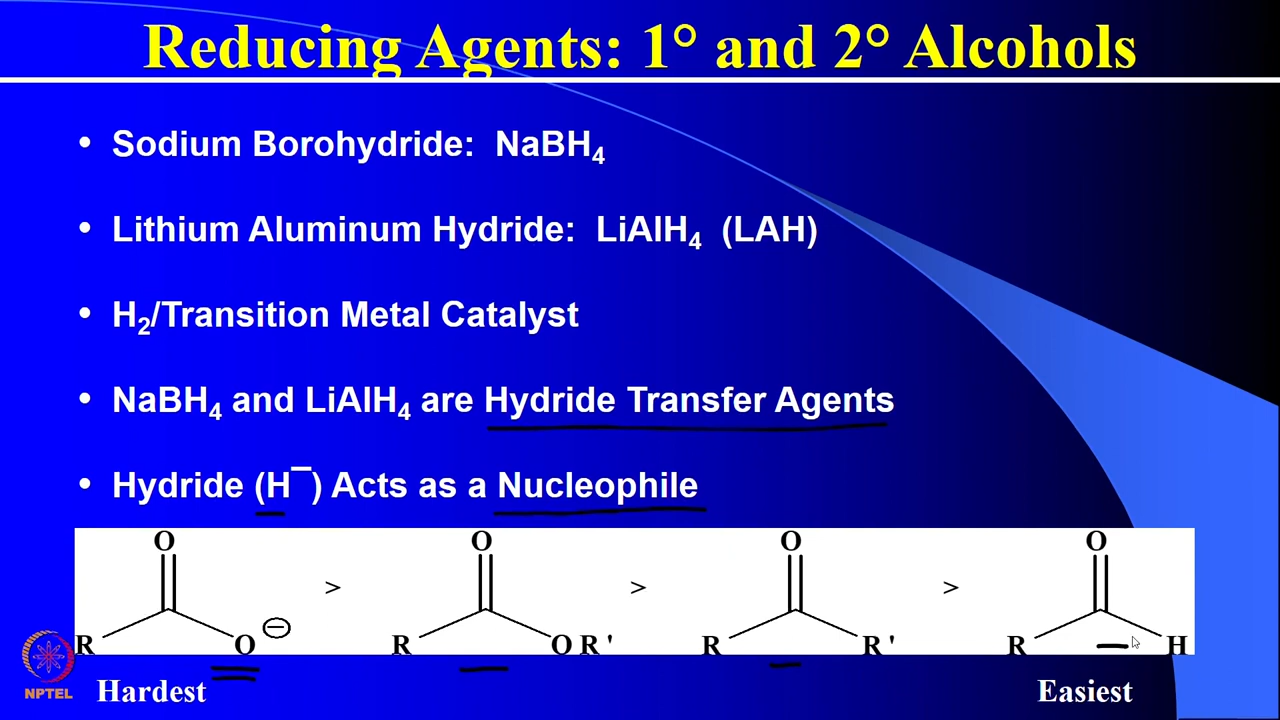 Reducing Agents: 1° and 2° Alcohols
• Sodium Borohydride: NaBH₄
• Lithium Aluminum Hydride: LiAlH₄ (LAH)
• H₂/Transition Metal Catalyst
• NaBH₄ and LiAlH₄ are Hydride Transfer Agents
• Hydride (H¯) Acts as a Nucleophile
O O O O
> > >
R O ⊖ R O R ' R R ' R H
NPTEL
Hardest Easiest